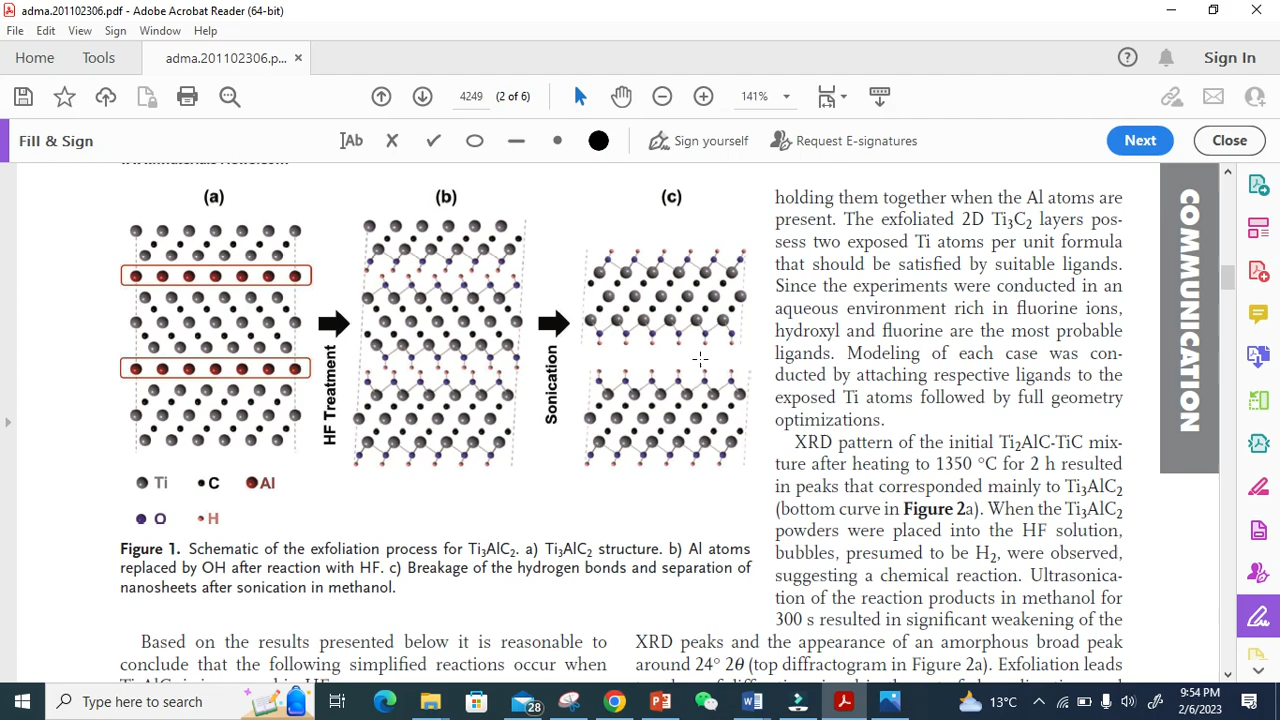 adma.201102306.pdf - Adobe Acrobat Reader (64-bit)
File Edit View Sign Window Help
Home Tools adma.201102306.p... × Sign In
4249 (2 of 6) 141%
Fill & Sign Ab Sign yourself Request E-signatures Next Close
(a) (b) (c)
HF Treatment
Sonication
Ti C Al
O H
Figure 1. Schematic of the exfoliation process for Ti3AlC2. a) Ti3AlC2 structure. b) Al atoms
replaced by OH after reaction with HF. c) Breakage of the hydrogen bonds and separation of
nanosheets after sonication in methanol.
Based on the results presented below it is reasonable to
conclude that the following simplified reactions occur when
holding them together when the Al atoms are
present. The exfoliated 2D Ti3C2 layers pos-
sess two exposed Ti atoms per unit formula
that should be satisfied by suitable ligands.
Since the experiments were conducted in an
aqueous environment rich in fluorine ions,
hydroxyl and fluorine are the most probable
ligands. Modeling of each case was con-
ducted by attaching respective ligands to the
exposed Ti atoms followed by full geometry
optimizations.
XRD pattern of the initial Ti2AlC-TiC mix-
ture after heating to 1350 °C for 2 h resulted
in peaks that corresponded mainly to Ti3AlC2
(bottom curve in Figure 2a). When the Ti3AlC2
powders were placed into the HF solution,
bubbles, presumed to be H2, were observed,
suggesting a chemical reaction. Ultrasonica-
tion of the reaction products in methanol for
300 s resulted in significant weakening of the
XRD peaks and the appearance of an amorphous broad peak
around 24° 2θ (top diffractogram in Figure 2a). Exfoliation leads
COMMUNICATION
Type here to search
28
13°C
9:54 PM
2/6/2023